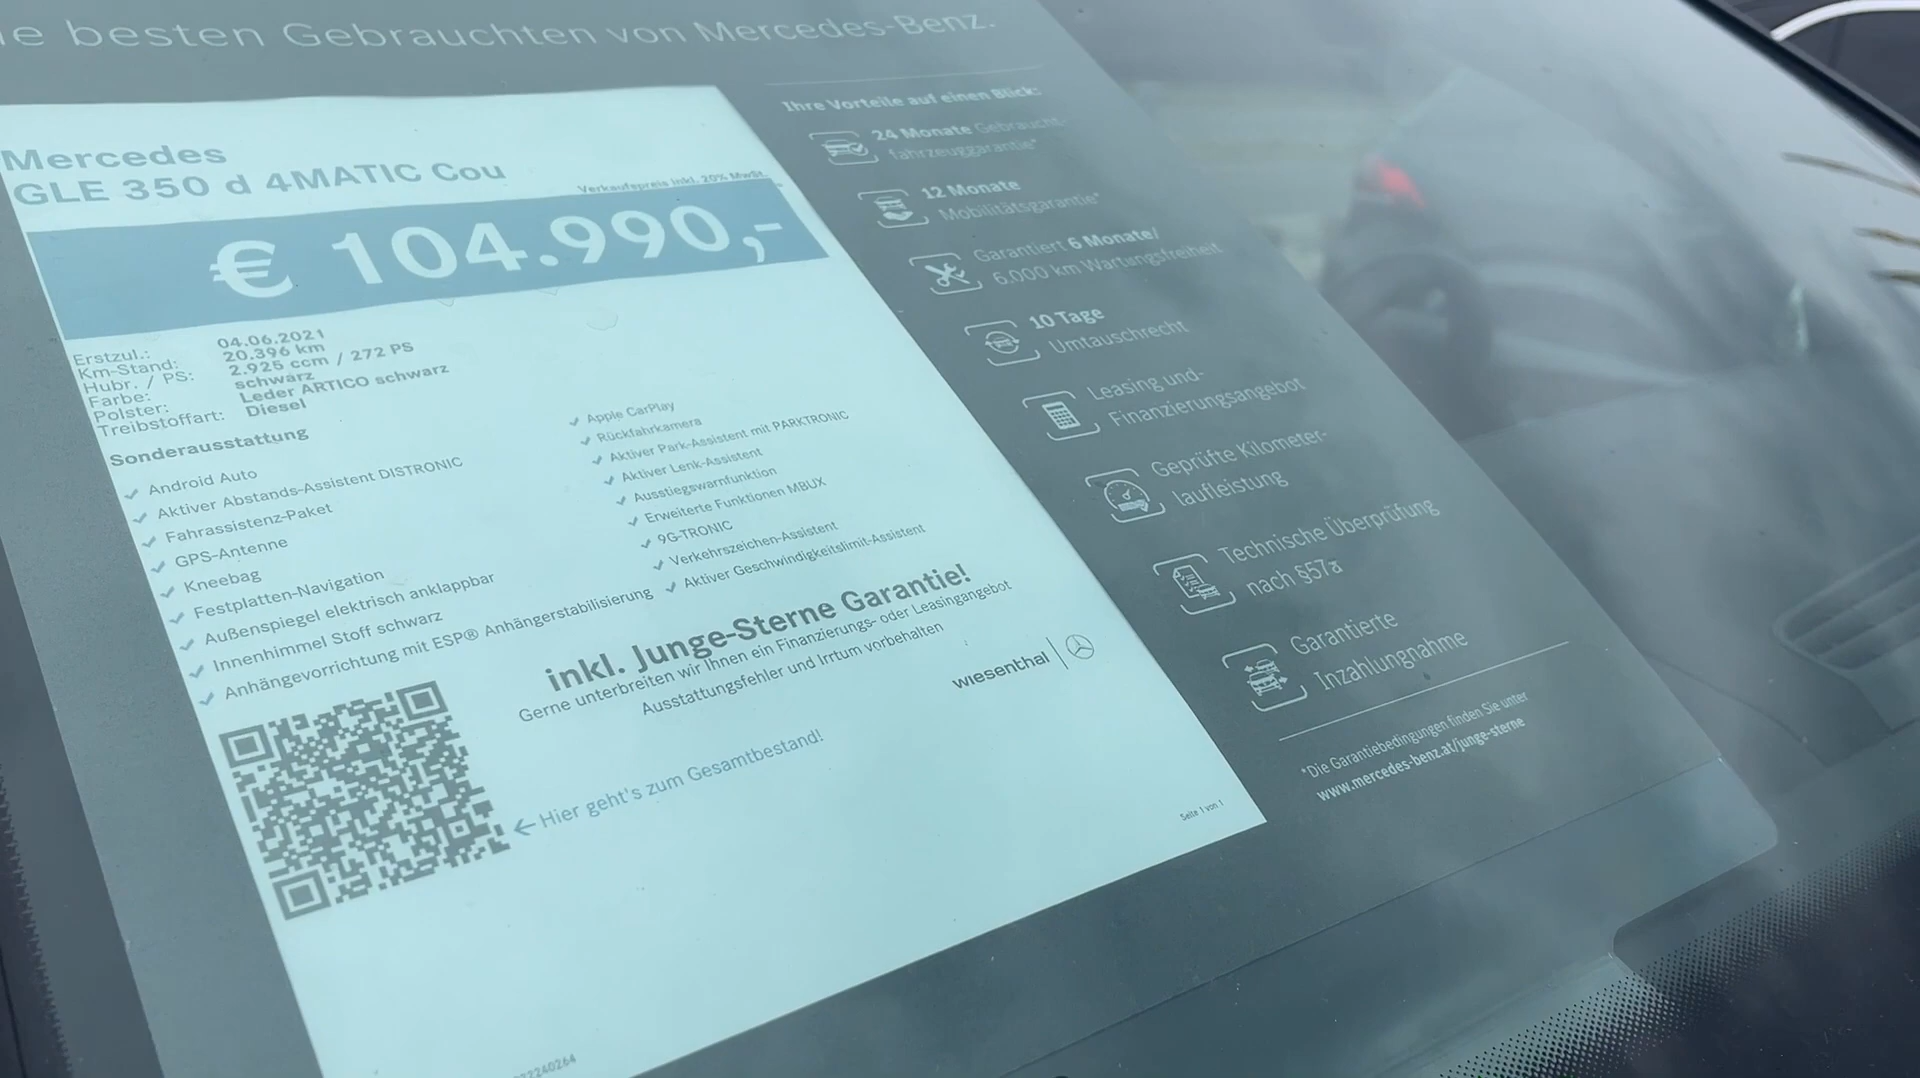 besten Gebrauchten von Mercedes-Benz.
Mercedes
GLE 350 d 4MATIC Cou
Verkaufspreis inkl. 20% MwSt.
€ 104.990,-
Erstzul.: 04.06.2021
Km-Stand: 20.396 km
Hubr. / PS: 2.925 ccm / 272 PS
Farbe: schwarz
Polster: Leder ARTICO schwarz
Treibstoffart: Diesel
Sonderausstattung
Android Auto
Aktiver Abstands-Assistent DISTRONIC
Fahrassistenz-Paket
GPS-Antenne
Kneebag
Festplatten-Navigation
Außenspiegel elektrisch anklappbar
Innenhimmel Stoff schwarz
Anhängevorrichtung mit ESP® Anhängerstabilisierung
Apple CarPlay
Rückfahrkamera
Aktiver Park-Assistent mit PARKTRONIC
Aktiver Lenk-Assistent
Ausstiegswarnfunktion
Erweiterte Funktionen MBUX
9G-TRONIC
Verkehrszeichen-Assistent
Aktiver Geschwindigkeitslimit-Assistent
inkl. Junge-Sterne Garantie!
Gerne unterbreiten wir Ihnen ein Finanzierungs- oder Leasingangebot
Ausstattungsfehler und Irrtum vorbehalten
wiesenthal
← Hier geht's zum Gesamtbestand!
Seite 1 von 1
Ihre Vorteile auf einen Blick:
24 Monate Gebraucht-
fahrzeuggarantie*
12 Monate
Mobilitätsgarantie*
Garantiert 6 Monate/
6.000 km Wartungsfreiheit
10 Tage
Umtauschrecht
Leasing und-
Finanzierungsangebot
Geprüfte Kilometer-
laufleistung
Technische Überprüfung
nach §57a
Garantierte
Inzahlungnahme
*Die Garantiebedingungen finden Sie unter
www.mercedes-benz.at/junge-sterne